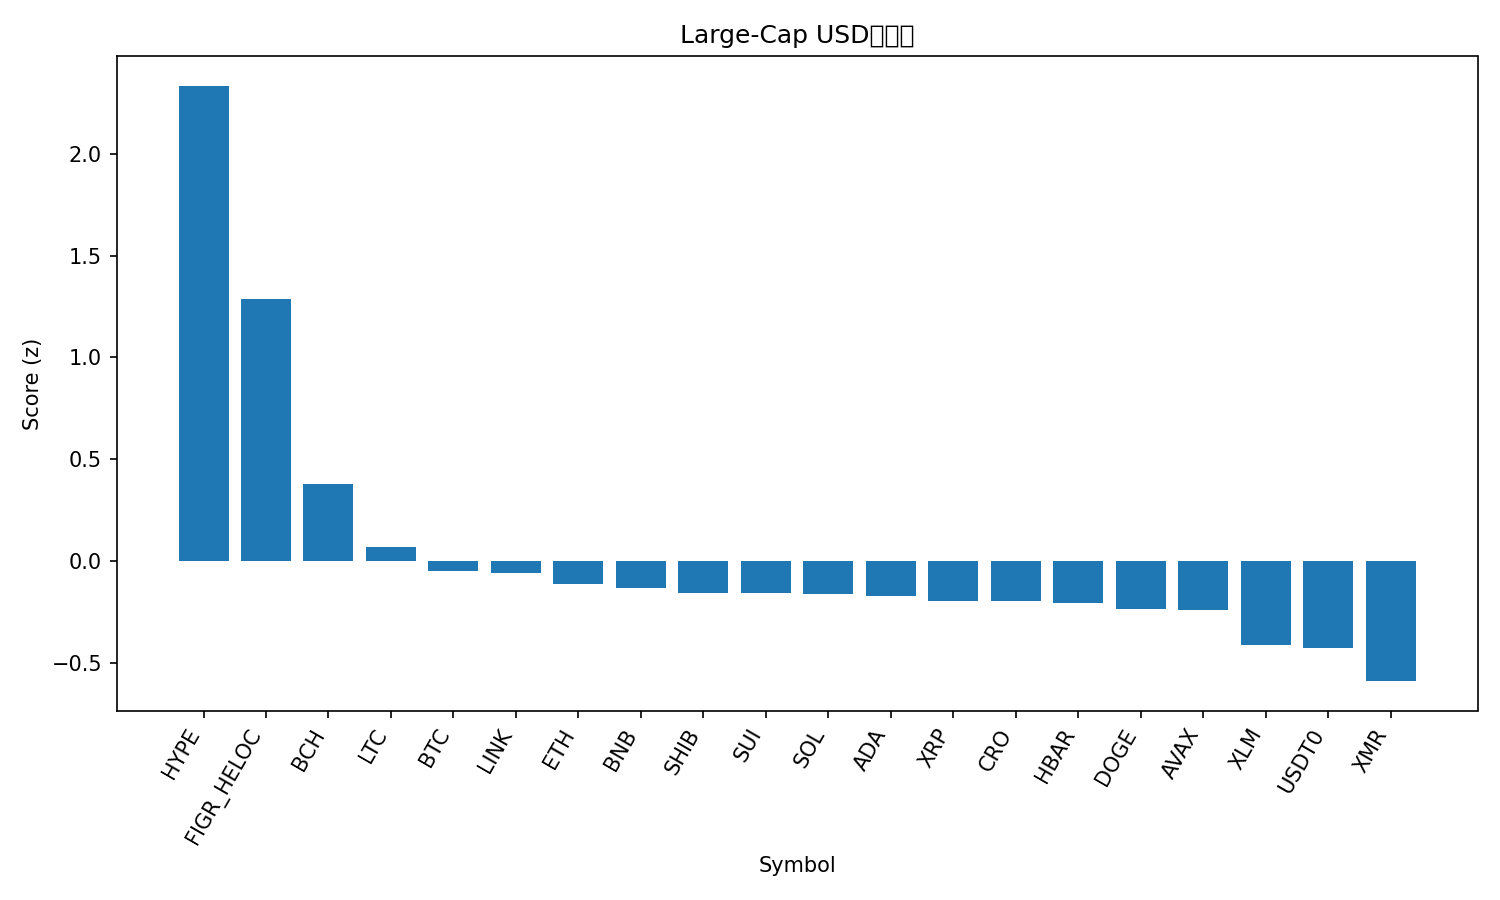 Large-Cap USD
Score (z)
2.0
1.5
1.0
0.5
0.0
−0.5
HYPE
FIGR_HELOC
BCH
LTC
BTC
LINK
ETH
BNB
SHIB
SUI
SOL
ADA
XRP
CRO
HBAR
DOGE
AVAX
XLM
USDT0
XMR
Symbol